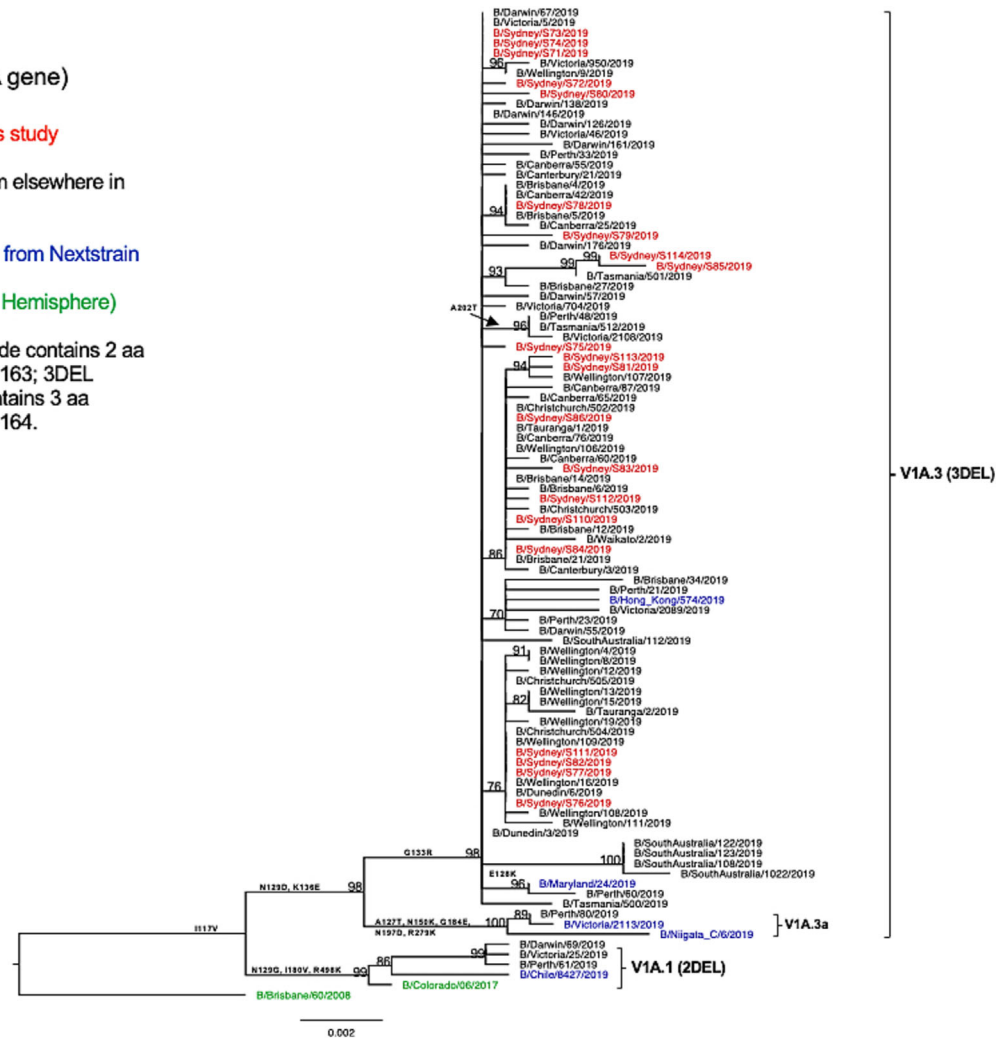 A gene)
s study
n elsewhere in
from Nextstrain
Hemisphere)
de contains 2 aa
163; 3DEL
ntains 3 aa
164.
B/Darwin/67/2019
B/Victoria/5/2019
B/Sydney/S73/2019
B/Sydney/S74/2019
B/Sydney/S71/2019
96
B/Victoria/950/2019
B/Wellington/9/2019
B/Sydney/S72/2019
B/Sydney/S80/2019
B/Darwin/138/2019
B/Darwin/146/2019
B/Darwin/126/2019
B/Victoria/46/2019
B/Darwin/161/2019
B/Perth/33/2019
B/Canberra/55/2019
B/Canterbury/21/2019
B/Brisbane/4/2019
B/Canberra/42/2019
B/Sydney/S78/2019
94
B/Brisbane/5/2019
B/Canberra/25/2019
B/Sydney/S79/2019
B/Darwin/176/2019
99
B/Sydney/S114/2019
99
B/Sydney/S85/2019
93
B/Tasmania/501/2019
B/Brisbane/27/2019
B/Darwin/57/2019
A202T
B/Victoria/704/2019
B/Perth/48/2019
96
B/Tasmania/512/2019
B/Victoria/2108/2019
B/Sydney/S75/2019
B/Sydney/S113/2019
94
B/Sydney/S81/2019
B/Wellington/107/2019
B/Canberra/87/2019
B/Canberra/65/2019
B/Christchurch/502/2019
B/Sydney/S86/2019
B/Tauranga/1/2019
B/Canberra/76/2019
B/Wellington/106/2019
B/Canberra/60/2019
B/Sydney/S83/2019
V1A.3 (3DEL)
B/Brisbane/14/2019
B/Brisbane/6/2019
B/Sydney/S112/2019
B/Christchurch/503/2019
B/Sydney/S110/2019
B/Brisbane/12/2019
B/Waikato/2/2019
B/Sydney/S84/2019
86
B/Brisbane/21/2019
B/Canterbury/3/2019
B/Brisbane/34/2019
B/Perth/21/2019
B/Hong_Kong/574/2019
B/Victoria/2089/2019
70
B/Perth/23/2019
B/Darwin/55/2019
B/SouthAustralia/112/2019
91
B/Wellington/4/2019
B/Wellington/8/2019
B/Wellington/12/2019
B/Christchurch/505/2019
B/Wellington/13/2019
82
B/Wellington/15/2019
B/Tauranga/2/2019
B/Wellington/19/2019
B/Christchurch/504/2019
B/Wellington/109/2019
B/Sydney/S111/2019
B/Sydney/S82/2019
B/Sydney/S77/2019
76
B/Wellington/16/2019
B/Dunedin/6/2019
B/Sydney/S76/2019
B/Wellington/108/2019
B/Wellington/111/2019
B/Dunedin/3/2019
B/SouthAustralia/122/2019
G133R
98
B/SouthAustralia/123/2019
100
B/SouthAustralia/108/2019
E128K
B/SouthAustralia/1022/2019
N129D, K136E
98
96
B/Maryland/24/2019
B/Perth/60/2019
B/Tasmania/500/2019
89
B/Perth/80/2019
A127T, N150K, G184E,
100
B/Victoria/2113/2019
V1A.3a
I117V
N197D, R279K
B/Niigata_C/6/2019
B/Darwin/69/2019
99
B/Victoria/25/2019
86
B/Perth/61/2019
V1A.1 (2DEL)
N129G, I180V, R498K
99
B/Chile/8427/2019
B/Colorado/06/2017
B/Brisbane/60/2008
0.002